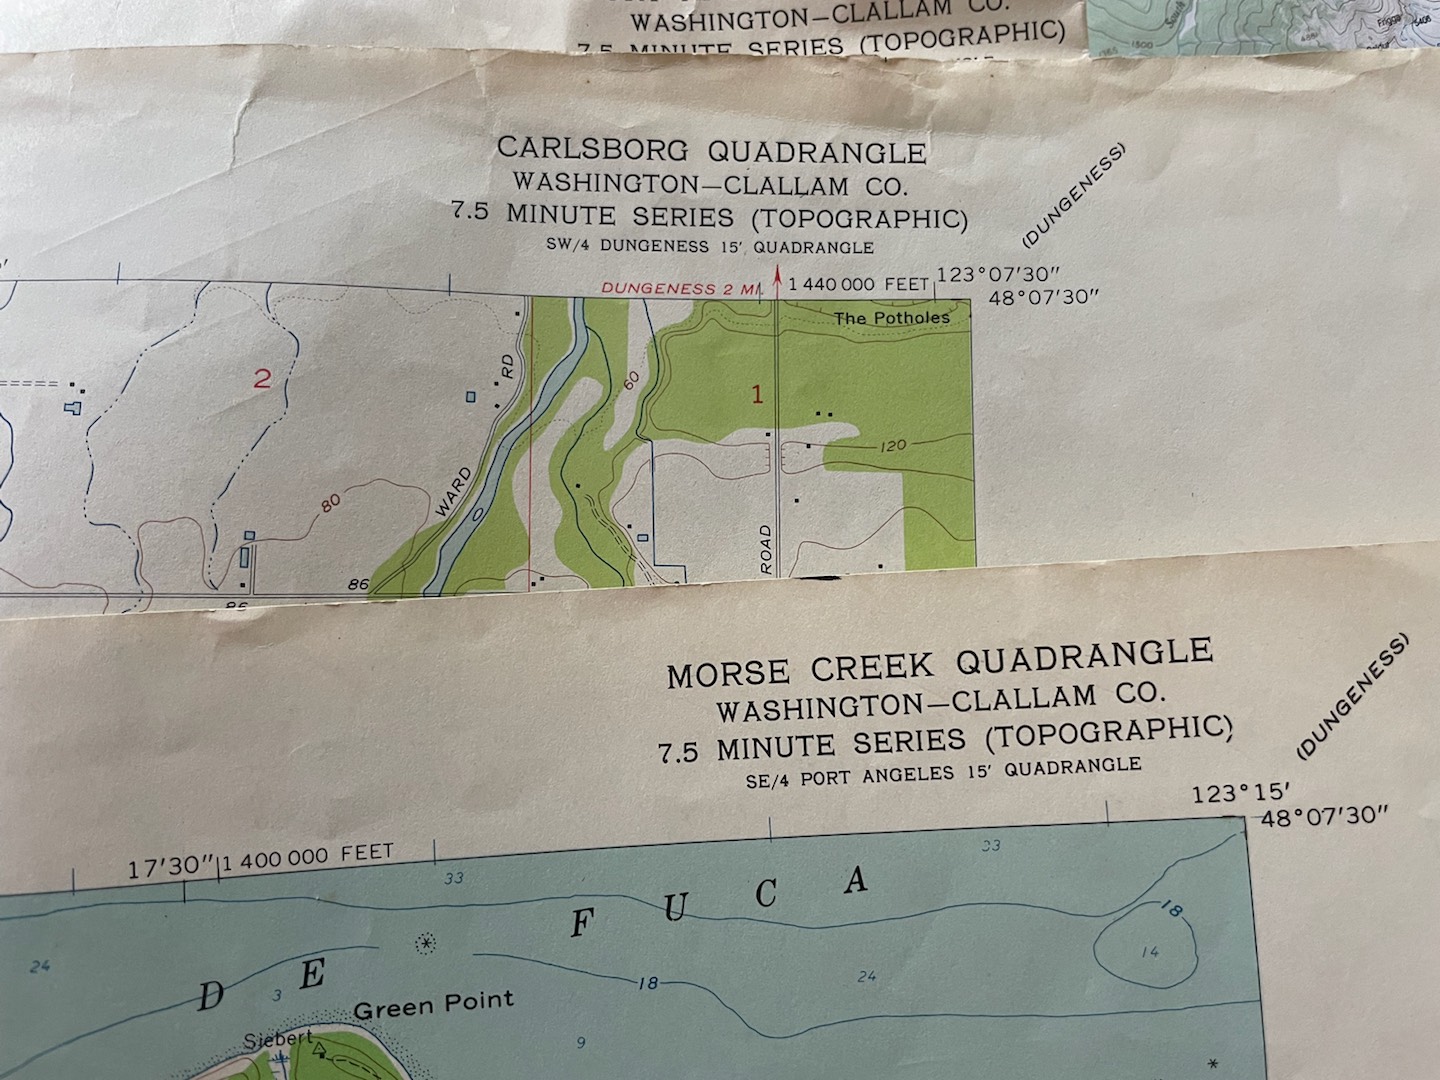 WASHINGTON—CLALLAM CO.
7.5 MINUTE SERIES (TOPOGRAPHIC)
1800
5406
CARLSBORG QUADRANGLE
WASHINGTON—CLALLAM CO.
7.5 MINUTE SERIES (TOPOGRAPHIC)
SW/4 DUNGENESS 15′ QUADRANGLE
(DUNGENESS)
DUNGENESS 2 MI.
1 440 000 FEET
123°07′30″
48°07′30″
The Potholes
RD
2
60
1
120
WARD
80
ROAD
86
86
MORSE CREEK QUADRANGLE
WASHINGTON—CLALLAM CO.
7.5 MINUTE SERIES (TOPOGRAPHIC)
SE/4 PORT ANGELES 15′ QUADRANGLE
(DUNGENESS)
123°15′
48°07′30″
17′30″
1 400 000 FEET
33
33
D E F U C A
18
14
24
24
18
3
Green Point
Siebert
9